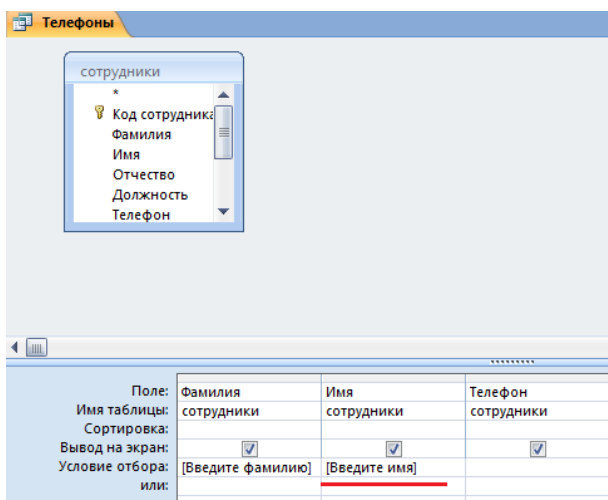 Телефоны
сотрудники
*
Код сотрудника
Фамилия
Имя
Отчество
Должность
Телефон
Поле: Фамилия Имя Телефон
Имя таблицы: сотрудники сотрудники сотрудники
Сортировка:
Вывод на экран:
Условие отбора: [Введите фамилию] [Введите имя]
или: